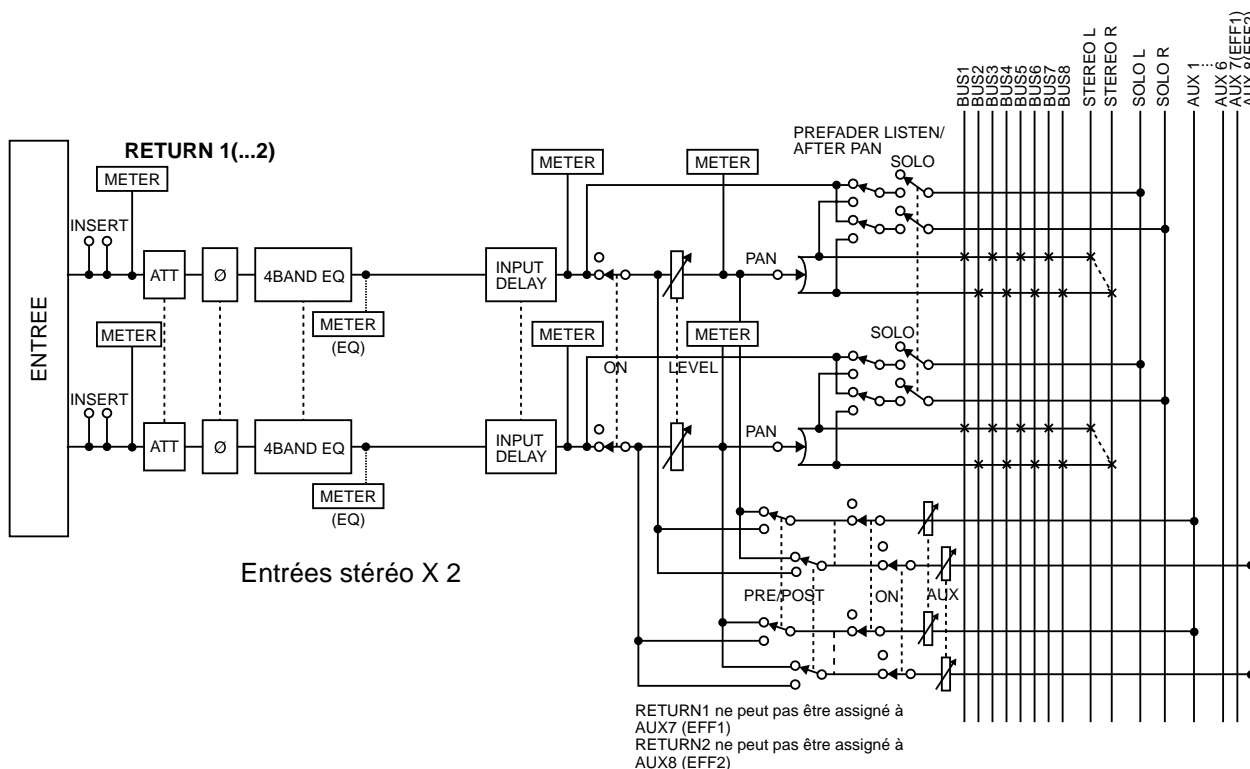 BUS1
BUS2
BUS3
BUS4
BUS5
BUS6
BUS7
BUS8
STEREO L
STEREO R
SOLO L
SOLO R
AUX 1
AUX 6
AUX 7(EFF1)
AUX 8(EFF2)
PREFADER LISTEN/
AFTER PAN
RETURN 1(...2)
METER
METER
METER
SOLO
INSERT
ENTREE
ATT
Ø
4BAND EQ
INPUT
DELAY
PAN
METER
(EQ)
METER
METER
METER
SOLO
ON
LEVEL
INSERT
ATT
Ø
4BAND EQ
INPUT
DELAY
PAN
METER
(EQ)
Entrées stéréo X 2
PRE/POST
ON
AUX
RETURN1 ne peut pas être assigné à
AUX7 (EFF1)
RETURN2 ne peut pas être assigné à
AUX8 (EFF2)